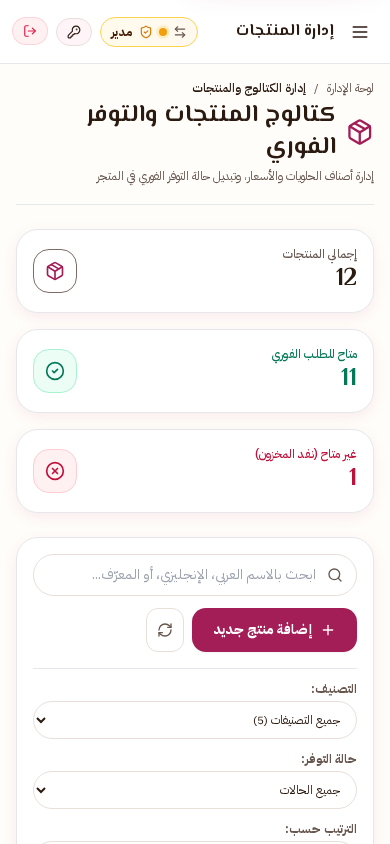 إدارة المنتجات
مدير
لوحة الإدارة / إدارة الكتالوج والمنتجات
كتالوج المنتجات والتوفر
الفوري
إدارة أصناف الحلويات والأسعار، وتبديل حالة التوفر الفوري في المتجر
إجمالي المنتجات
12
متاح للطلب الفوري
11
غير متاح (نفد المخزون)
1
ابحث بالاسم العربي، الإنجليزي، أو المعرّف...
إضافة منتج جديد
التصنيف:
جميع التصنيفات (5)
حالة التوفر:
جميع الحالات
الترتيب حسب: